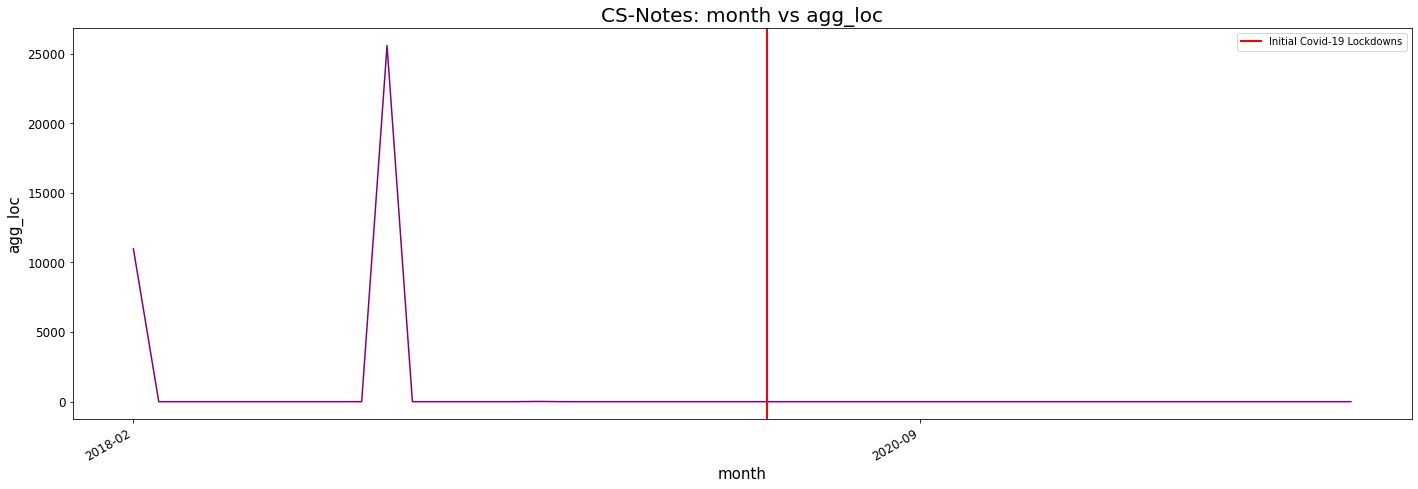 CS-Notes: month vs agg_loc
Initial Covid-19 Lockdowns
agg_loc
25000
20000
15000
10000
5000
0
2018-02
2020-09
month